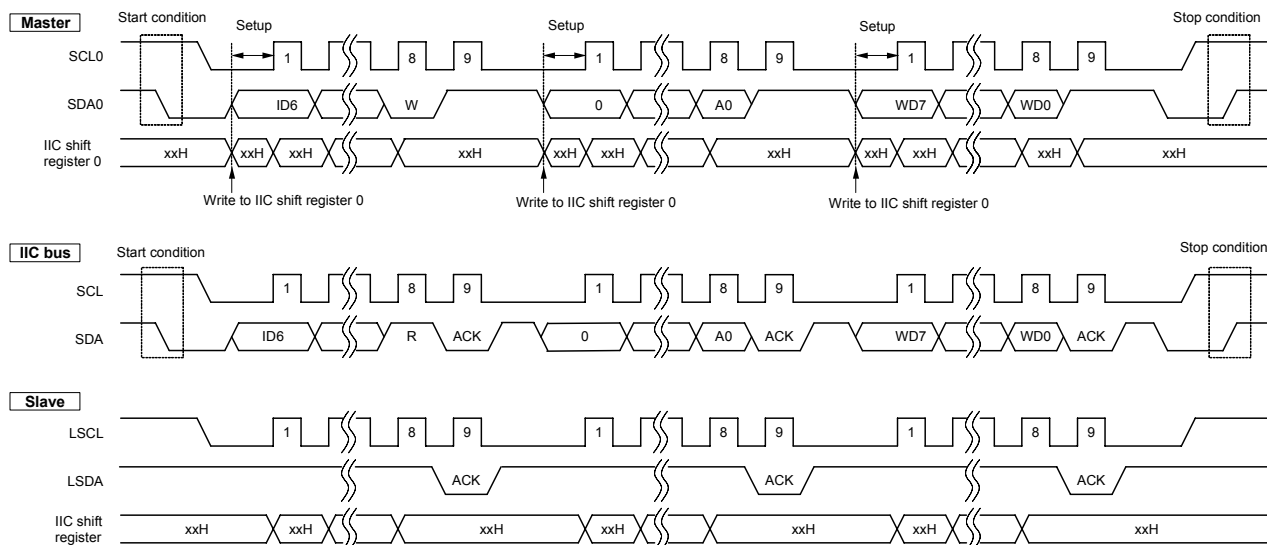 Master
Start condition
Setup
Setup
Setup
Stop condition
SCL0
1 8 9 1 8 9 1 8 9
SDA0
ID6 W 0 A0 WD7 WD0
IIC shift
register 0
xxH xxH xxH xxH xxH xxH xxH xxH xxH xxH xxH
Write to IIC shift register 0
Write to IIC shift register 0
Write to IIC shift register 0
IIC bus
Start condition
Stop condition
SCL
1 8 9 1 8 9 1 8 9
SDA
ID6 R ACK 0 A0 ACK WD7 WD0 ACK
Slave
LSCL
1 8 9 1 8 9 1 8 9
LSDA
ACK ACK ACK
IIC shift
register
xxH xxH xxH xxH xxH xxH xxH